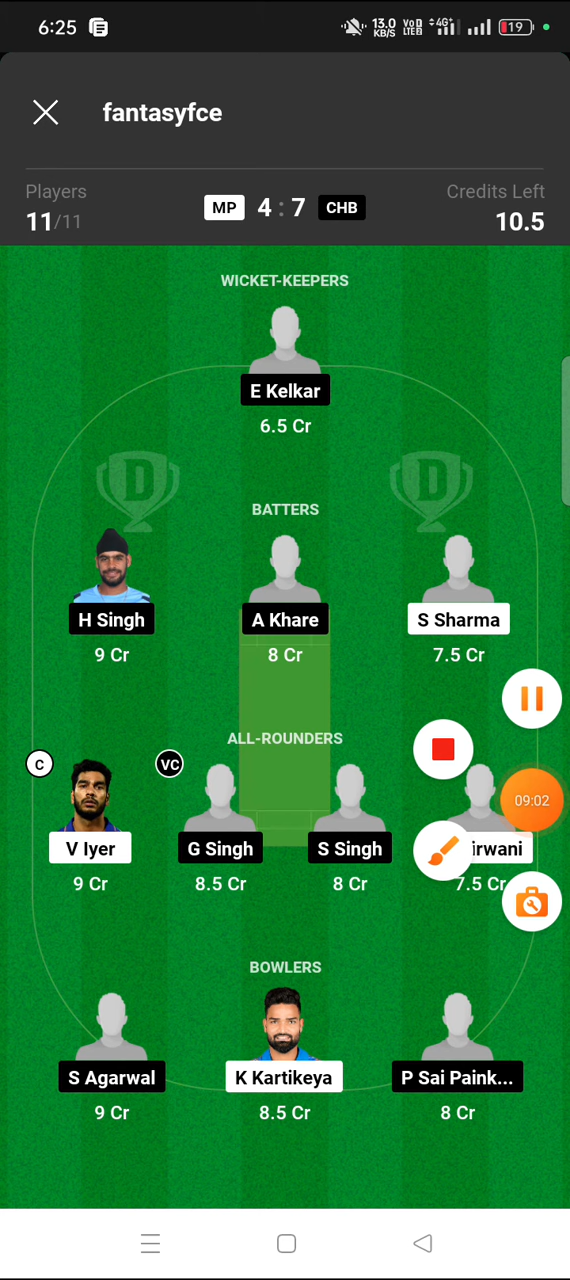 6:25
13.0 KB/S VoD LTE2 4G+ 19
fantasyfce
Players
Credits Left
11/11
MP 4 : 7 CHB
10.5
WICKET-KEEPERS
E Kelkar
6.5 Cr
D D
BATTERS
H Singh A Khare S Sharma
9 Cr 8 Cr 7.5 Cr
ALL-ROUNDERS
C VC
09:02
V Iyer G Singh S Singh irwani
9 Cr 8.5 Cr 8 Cr 7.5 Cr
BOWLERS
S Agarwal K Kartikeya P Sai Paink...
9 Cr 8.5 Cr 8 Cr